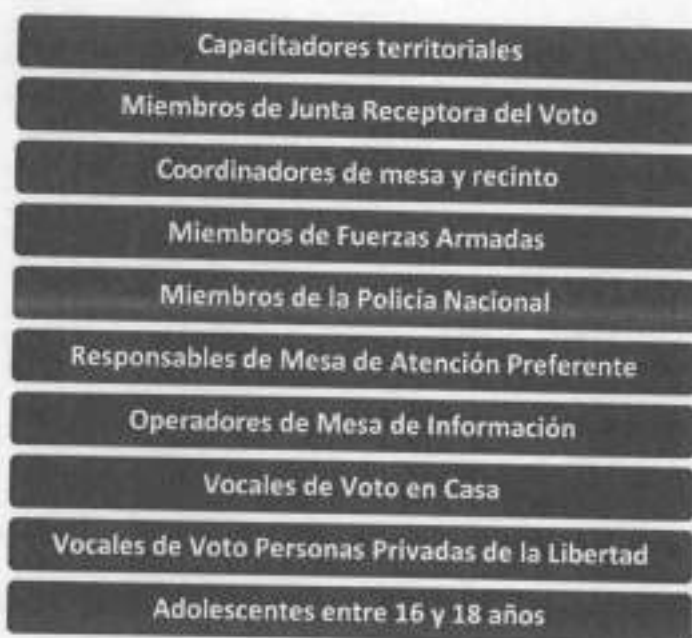 Capacitadores territoriales
Miembros de Junta Receptora del Voto
Coordinadores de mesa y recinto
Miembros de Fuerzas Armadas
Miembros de la Policía Nacional
Responsables de Mesa de Atención Preferente
Operadores de Mesa de Información
Vocales de Voto en Casa
Vocales de Voto Personas Privadas de la Libertad
Adolescentes entre 16 y 18 años